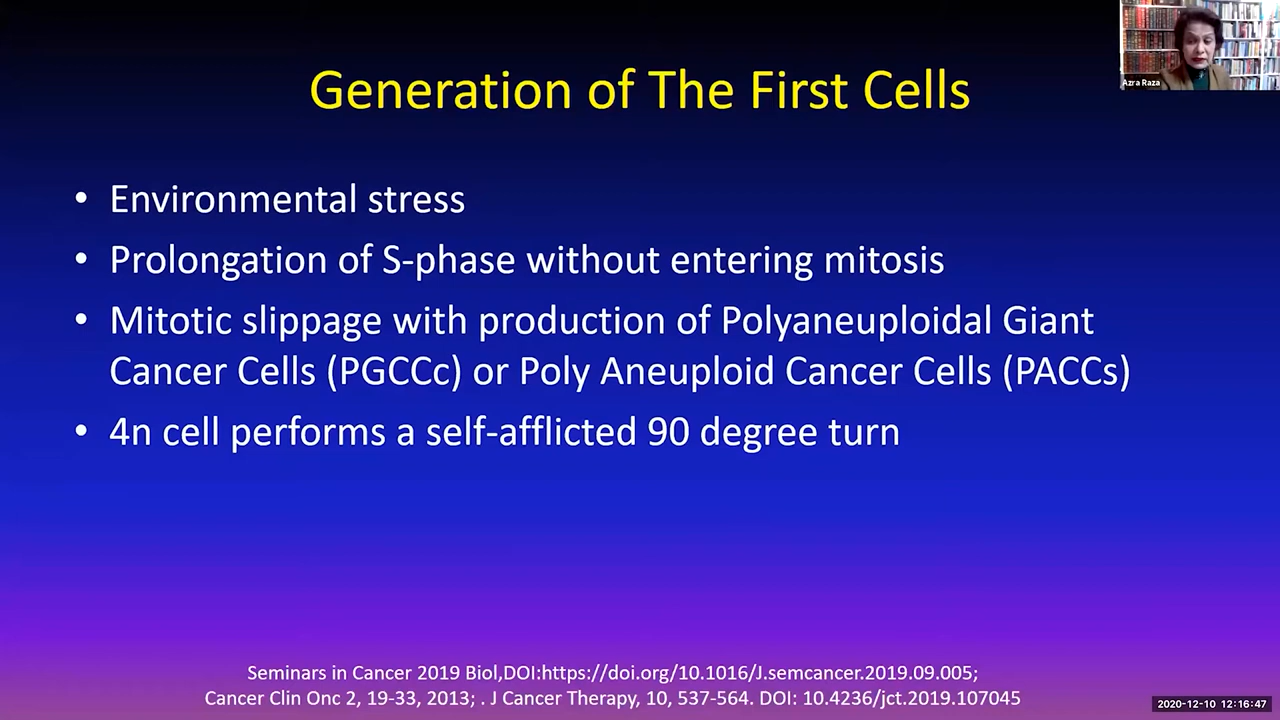 Azra Raza
Generation of The First Cells
• Environmental stress
• Prolongation of S-phase without entering mitosis
• Mitotic slippage with production of Polyaneuploidal Giant
Cancer Cells (PGCCc) or Poly Aneuploid Cancer Cells (PACCs)
• 4n cell performs a self-afflicted 90 degree turn
Seminars in Cancer 2019 Biol,DOI:https://doi.org/10.1016/J.semcancer.2019.09.005;
Cancer Clin Onc 2, 19-33, 2013; . J Cancer Therapy, 10, 537-564. DOI: 10.4236/jct.2019.107045
2020-12-10 12:16:47